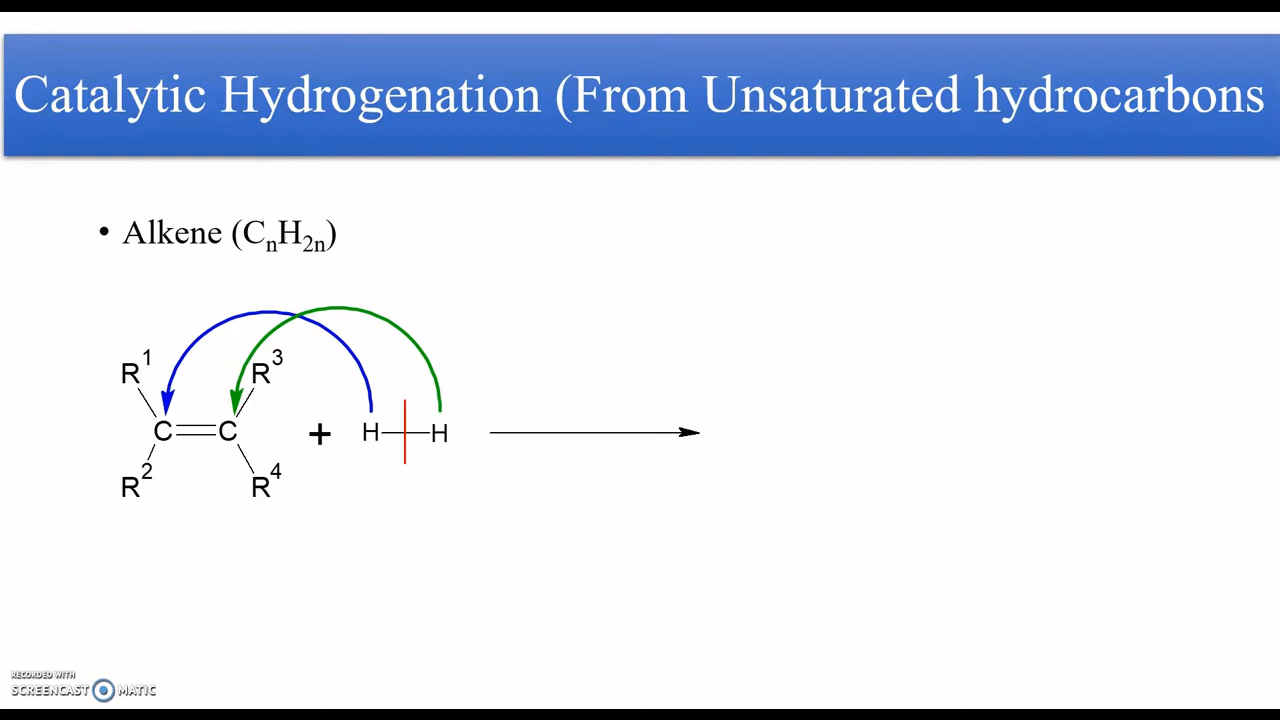 Catalytic Hydrogenation (From Unsaturated hydrocarbons
• Alkene (CnH2n)
R1 R3
C C + H H
R2 R4
RECORDED WITH
SCREENCAST MATIC